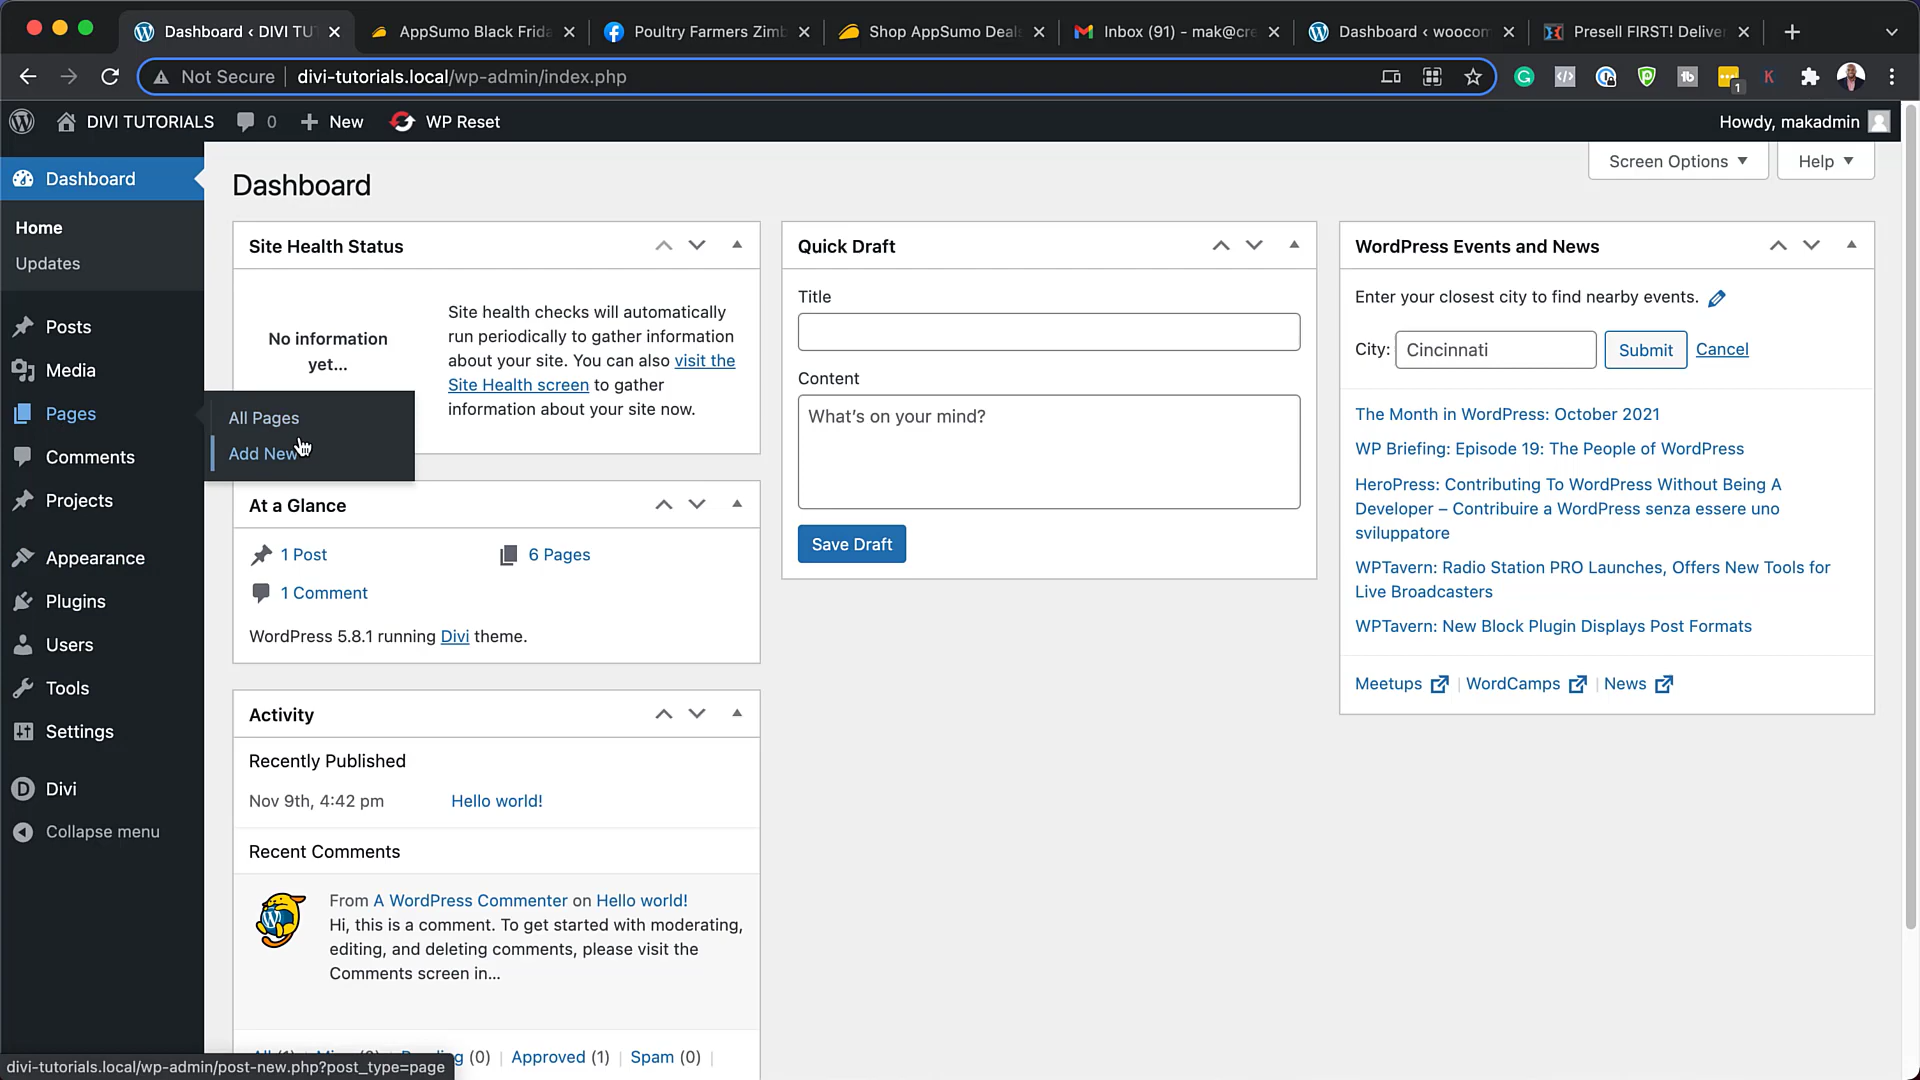 Dashboard ‹ DIVI TU
AppSumo Black Frida
Poultry Farmers Zimb
Shop AppSumo Deals
Inbox (91) - mak@cre
Dashboard ‹ woocom
Presell FIRST! Deliver
Not Secure
divi-tutorials.local/wp-admin/index.php
1
DIVI TUTORIALS
0
New
WP Reset
Howdy, makadmin
Dashboard
Home
Updates
Posts
Media
Pages
All Pages
Add New
Comments
Projects
Appearance
Plugins
Users
Tools
Settings
Divi
Collapse menu
Screen Options
Help
Dashboard
Site Health Status
No information
yet...
Site health checks will automatically
run periodically to gather information
about your site. You can also visit the
Site Health screen to gather
information about your site now.
At a Glance
1 Post
6 Pages
1 Comment
WordPress 5.8.1 running Divi theme.
Activity
Recently Published
Nov 9th, 4:42 pm
Hello world!
Recent Comments
From A WordPress Commenter on Hello world!
Hi, this is a comment. To get started with moderating,
editing, and deleting comments, please visit the
Comments screen in...
(0) | Approved (1) | Spam (0) |
Quick Draft
Title
Content
What's on your mind?
Save Draft
WordPress Events and News
Enter your closest city to find nearby events.
City:
Cincinnati
Submit
Cancel
The Month in WordPress: October 2021
WP Briefing: Episode 19: The People of WordPress
HeroPress: Contributing To WordPress Without Being A
Developer – Contribuire a WordPress senza essere uno
sviluppatore
WPTavern: Radio Station PRO Launches, Offers New Tools for
Live Broadcasters
WPTavern: New Block Plugin Displays Post Formats
Meetups | WordCamps | News
divi-tutorials.local/wp-admin/post-new.php?post_type=page